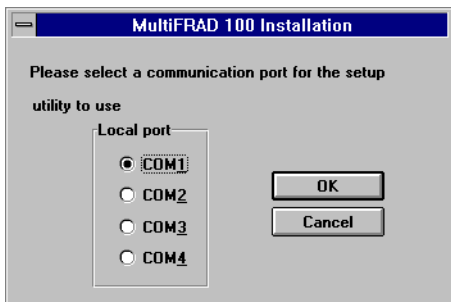 MultiFRAD 100 Installation
Please select a communication port for the setup
utility to use
Local port
COM1
COM2
COM3
COM4
OK
Cancel